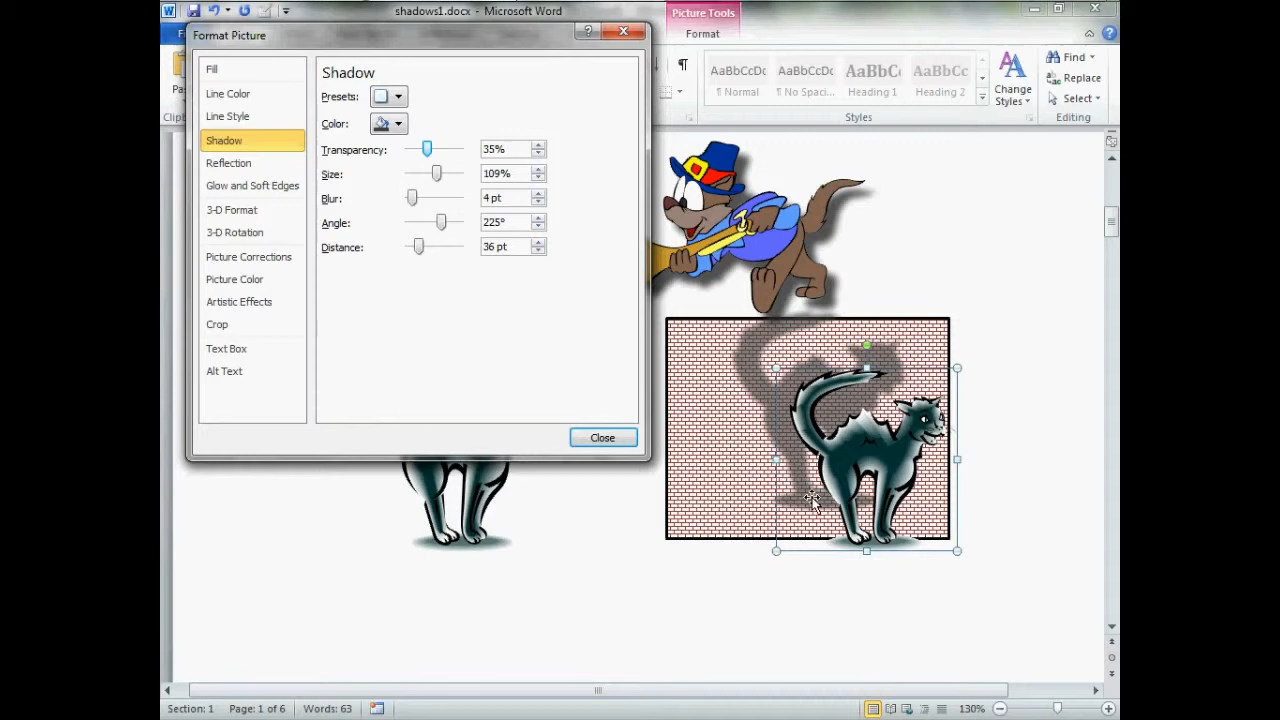 shadows1.docx - Microsoft Word
Picture Tools
Format
Format Picture
Fill
Line Color
Line Style
Shadow
Reflection
Glow and Soft Edges
3-D Format
3-D Rotation
Picture Corrections
Picture Color
Artistic Effects
Crop
Text Box
Alt Text
Shadow
Presets:
Color:
Transparency: 35%
Size: 109%
Blur: 4 pt
Angle: 225°
Distance: 36 pt
Close
AaBbCcDc AaBbCcDc AaBbCc AaBbCc
¶ Normal ¶ No Spaci... Heading 1 Heading 2
Change
Styles
Styles
Find
Replace
Select
Editing
Section: 1 Page: 1 of 6 Words: 63 130%